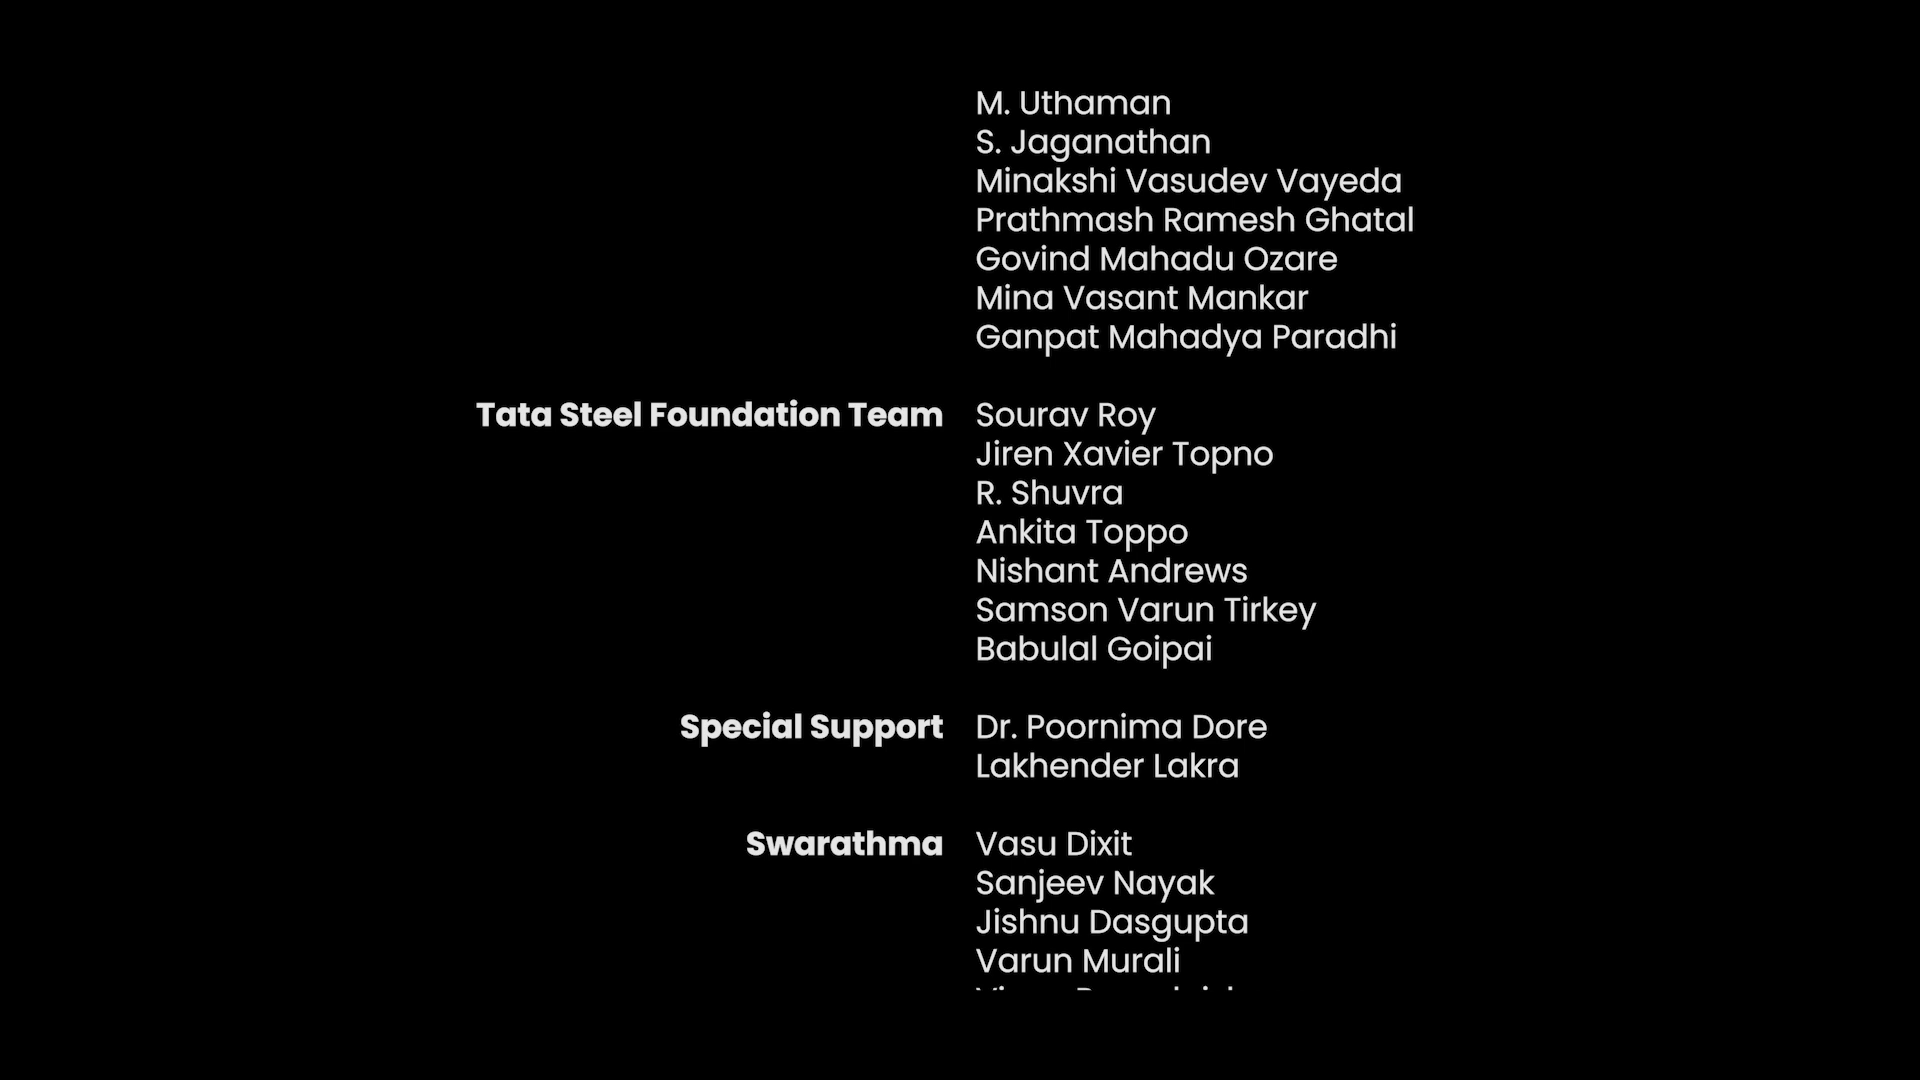 M. Uthaman
S. Jaganathan
Minakshi Vasudev Vayeda
Prathmash Ramesh Ghatal
Govind Mahadu Ozare
Mina Vasant Mankar
Ganpat Mahadya Paradhi
Tata Steel Foundation Team Sourav Roy
Jiren Xavier Topno
R. Shuvra
Ankita Toppo
Nishant Andrews
Samson Varun Tirkey
Babulal Goipai
Special Support Dr. Poornima Dore
Lakhender Lakra
Swarathma Vasu Dixit
Sanjeev Nayak
Jishnu Dasgupta
Varun Murali